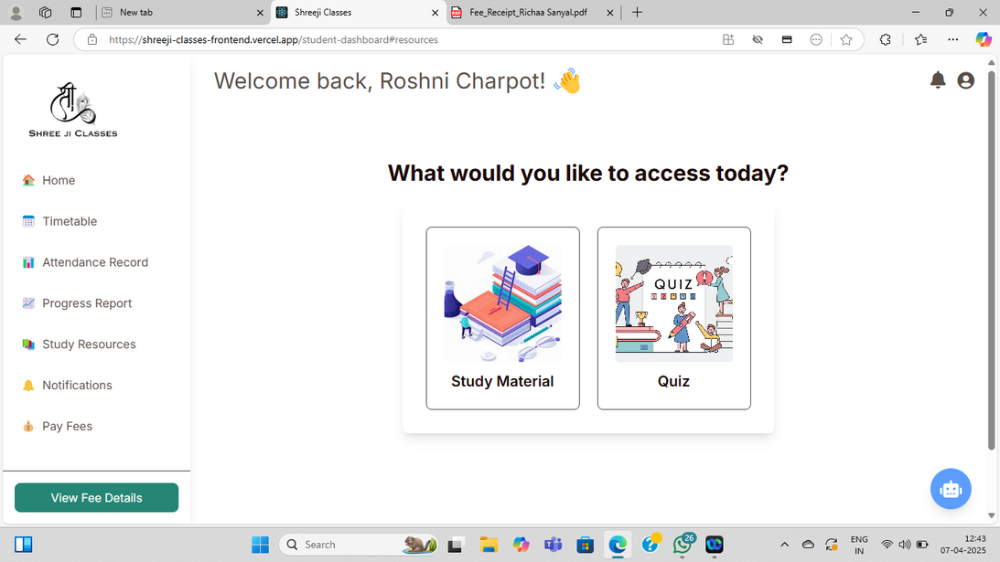 New tab
Shreeji Classes
Fee_Receipt_Richaa Sanyal.pdf
https://shreeji-classes-frontend.vercel.app/student-dashboard#resources
श्री
SHREE JI CLASSES
Welcome back, Roshni Charpot! 👋
Home
Timetable
Attendance Record
Progress Report
Study Resources
Notifications
Pay Fees
View Fee Details
What would you like to access today?
QUIZ
Study Material
Quiz
Search
26
ENG
IN
12:43
07-04-2025